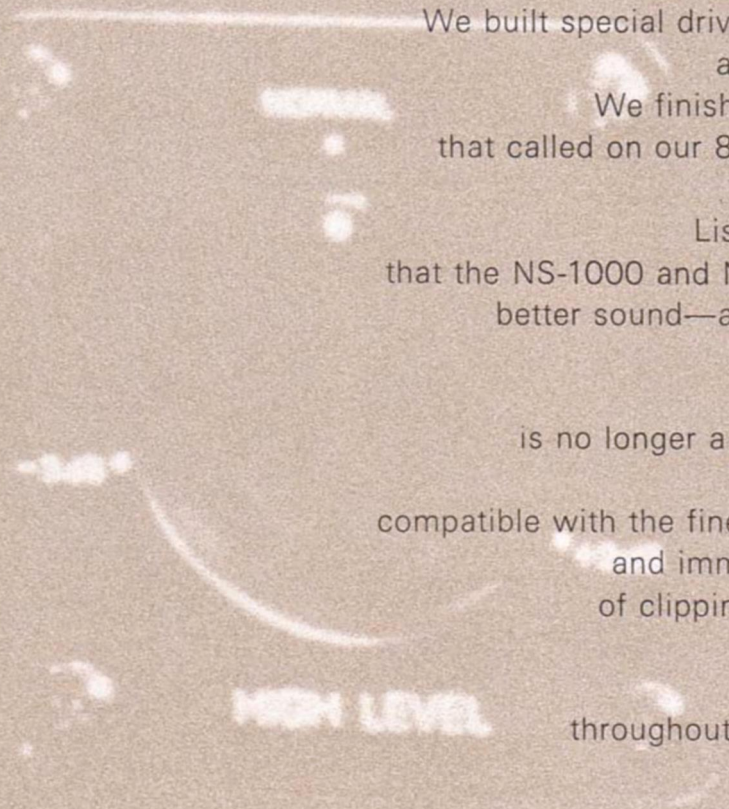 We built special driv
a
We finish
that called on our 8
Lis
that the NS-1000 and N
better sound—a
is no longer a
compatible with the fine
and imm
of clippin
HIGH LEVEL
throughout